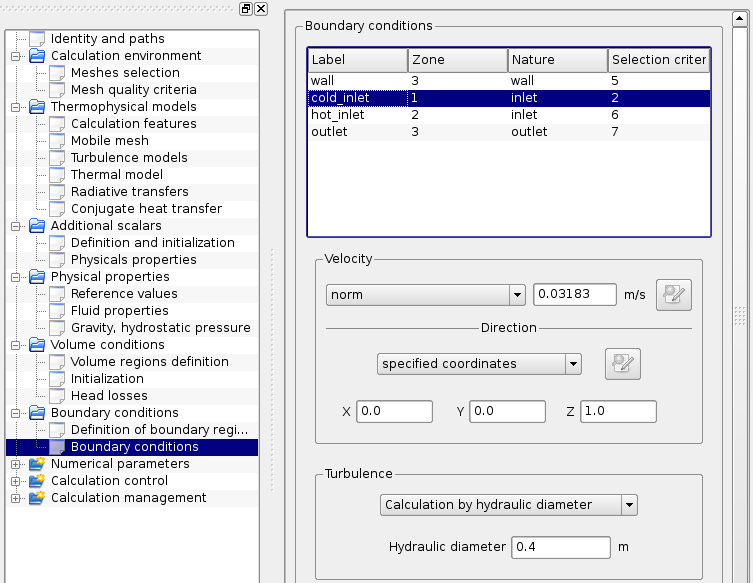 Identity and paths
Calculation environment
Meshes selection
Mesh quality criteria
Thermophysical models
Calculation features
Mobile mesh
Turbulence models
Thermal model
Radiative transfers
Conjugate heat transfer
Additional scalars
Definition and initialization
Physicals properties
Physical properties
Reference values
Fluid properties
Gravity, hydrostatic pressure
Volume conditions
Volume regions definition
Initialization
Head losses
Boundary conditions
Definition of boundary regi...
Boundary conditions
Numerical parameters
Calculation control
Calculation management
Boundary conditions
Label Zone Nature Selection criter
wall 3 wall 5
cold_inlet 1 inlet 2
hot_inlet 2 inlet 6
outlet 3 outlet 7
Velocity
norm 0.03183 m/s
Direction
specified coordinates
X 0.0 Y 0.0 Z 1.0
Turbulence
Calculation by hydraulic diameter
Hydraulic diameter 0.4 m